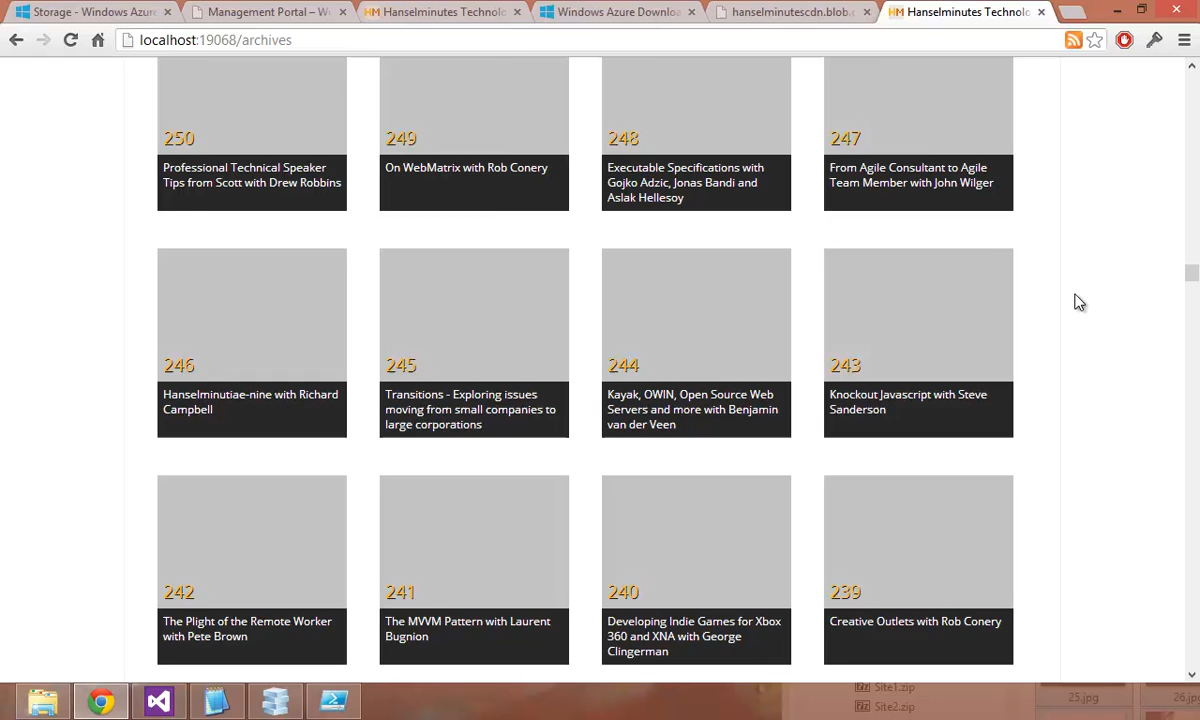 Storage - Windows Azure
Management Portal – W
Hanselminutes Technolo
Windows Azure Downloa
hanselminutescdn.blob.c
Hanselminutes Technolo
localhost:19068/archives
250
249
248
247
Professional Technical Speaker
Tips from Scott with Drew Robbins
On WebMatrix with Rob Conery
Executable Specifications with
Gojko Adzic, Jonas Bandi and
Aslak Hellesoy
From Agile Consultant to Agile
Team Member with John Wilger
246
245
244
243
Hanselminutiae-nine with Richard
Campbell
Transitions - Exploring issues
moving from small companies to
large corporations
Kayak, OWIN, Open Source Web
Servers and more with Benjamin
van der Veen
Knockout Javascript with Steve
Sanderson
242
241
240
239
The Plight of the Remote Worker
with Pete Brown
The MVVM Pattern with Laurent
Bugnion
Developing Indie Games for Xbox
360 and XNA with George
Clingerman
Creative Outlets with Rob Conery
Site1.zip
Site2.zip
25.jpg
26.jpg